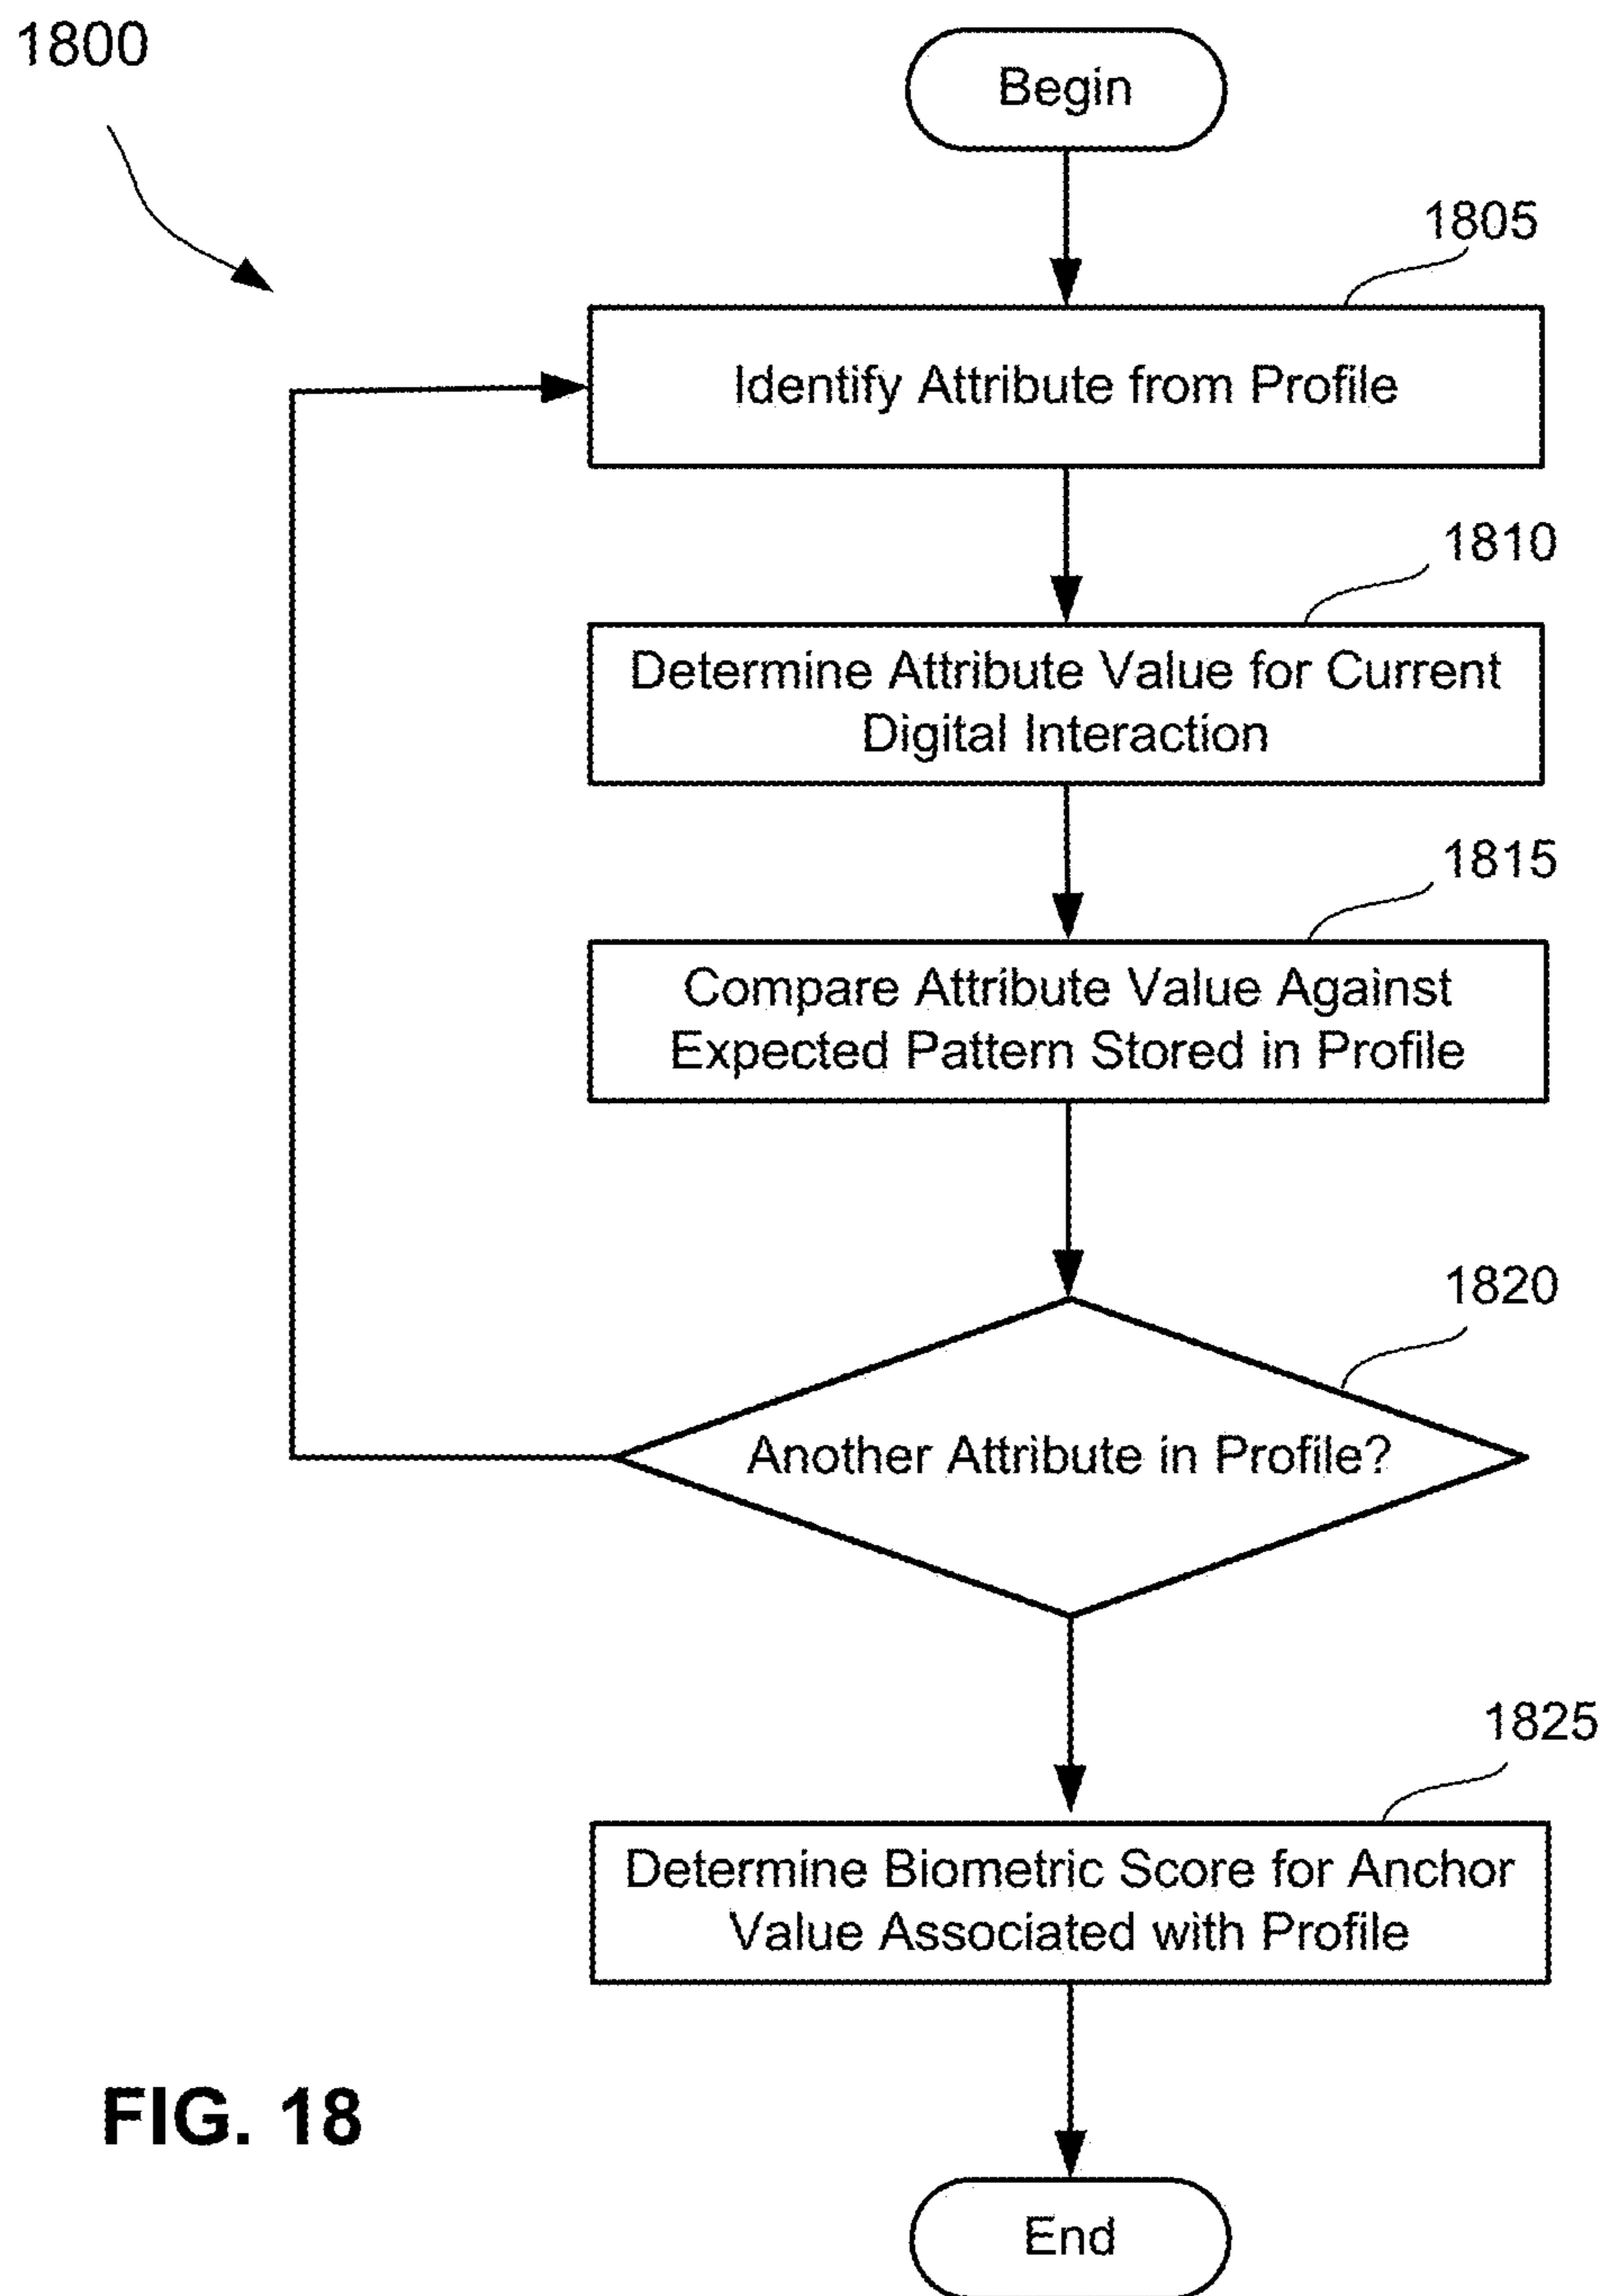 1800
Begin
1805
Identify Attribute from Profile
1810
Determine Attribute Value for Current
Digital Interaction
1815
Compare Attribute Value Against
Expected Pattern Stored in Profile
1820
Another Attribute in Profile?
1825
Determine Biometric Score for Anchor
Value Associated with Profile
FIG. 18
End